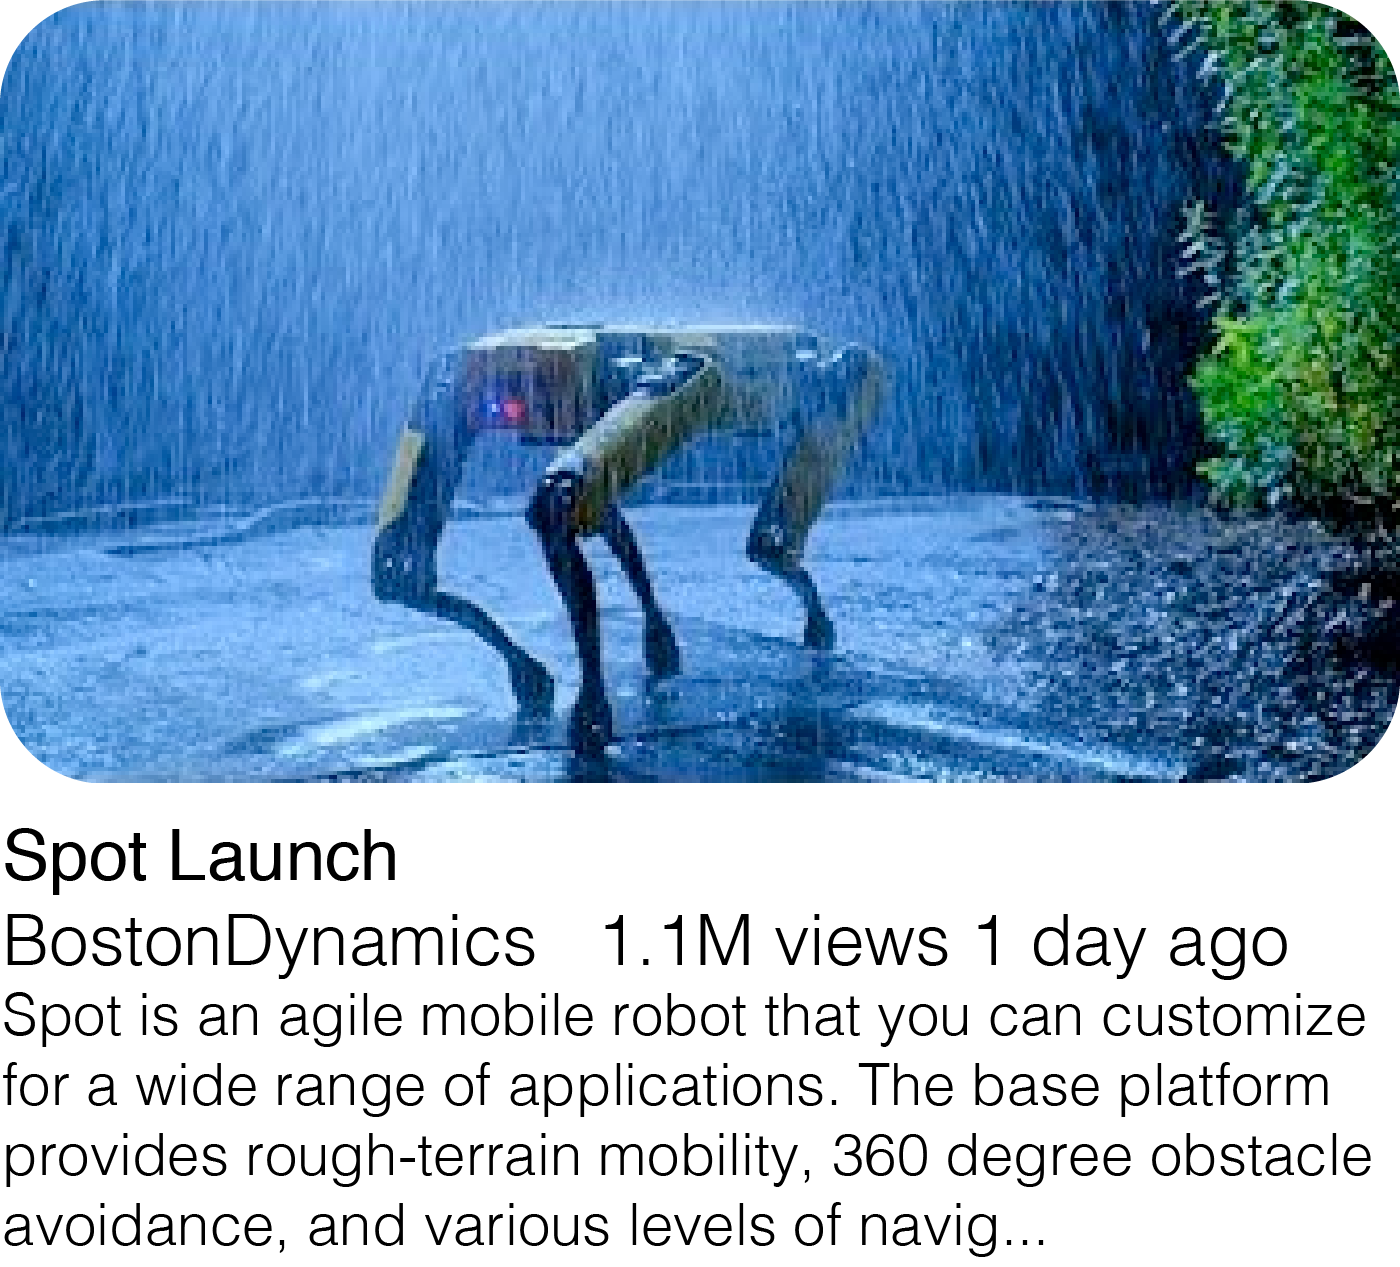 Spot Launch
BostonDynamics 1.1M views 1 day ago
Spot is an agile mobile robot that you can customize
for a wide range of applications. The base platform
provides rough-terrain mobility, 360 degree obstacle
avoidance, and various levels of navig...